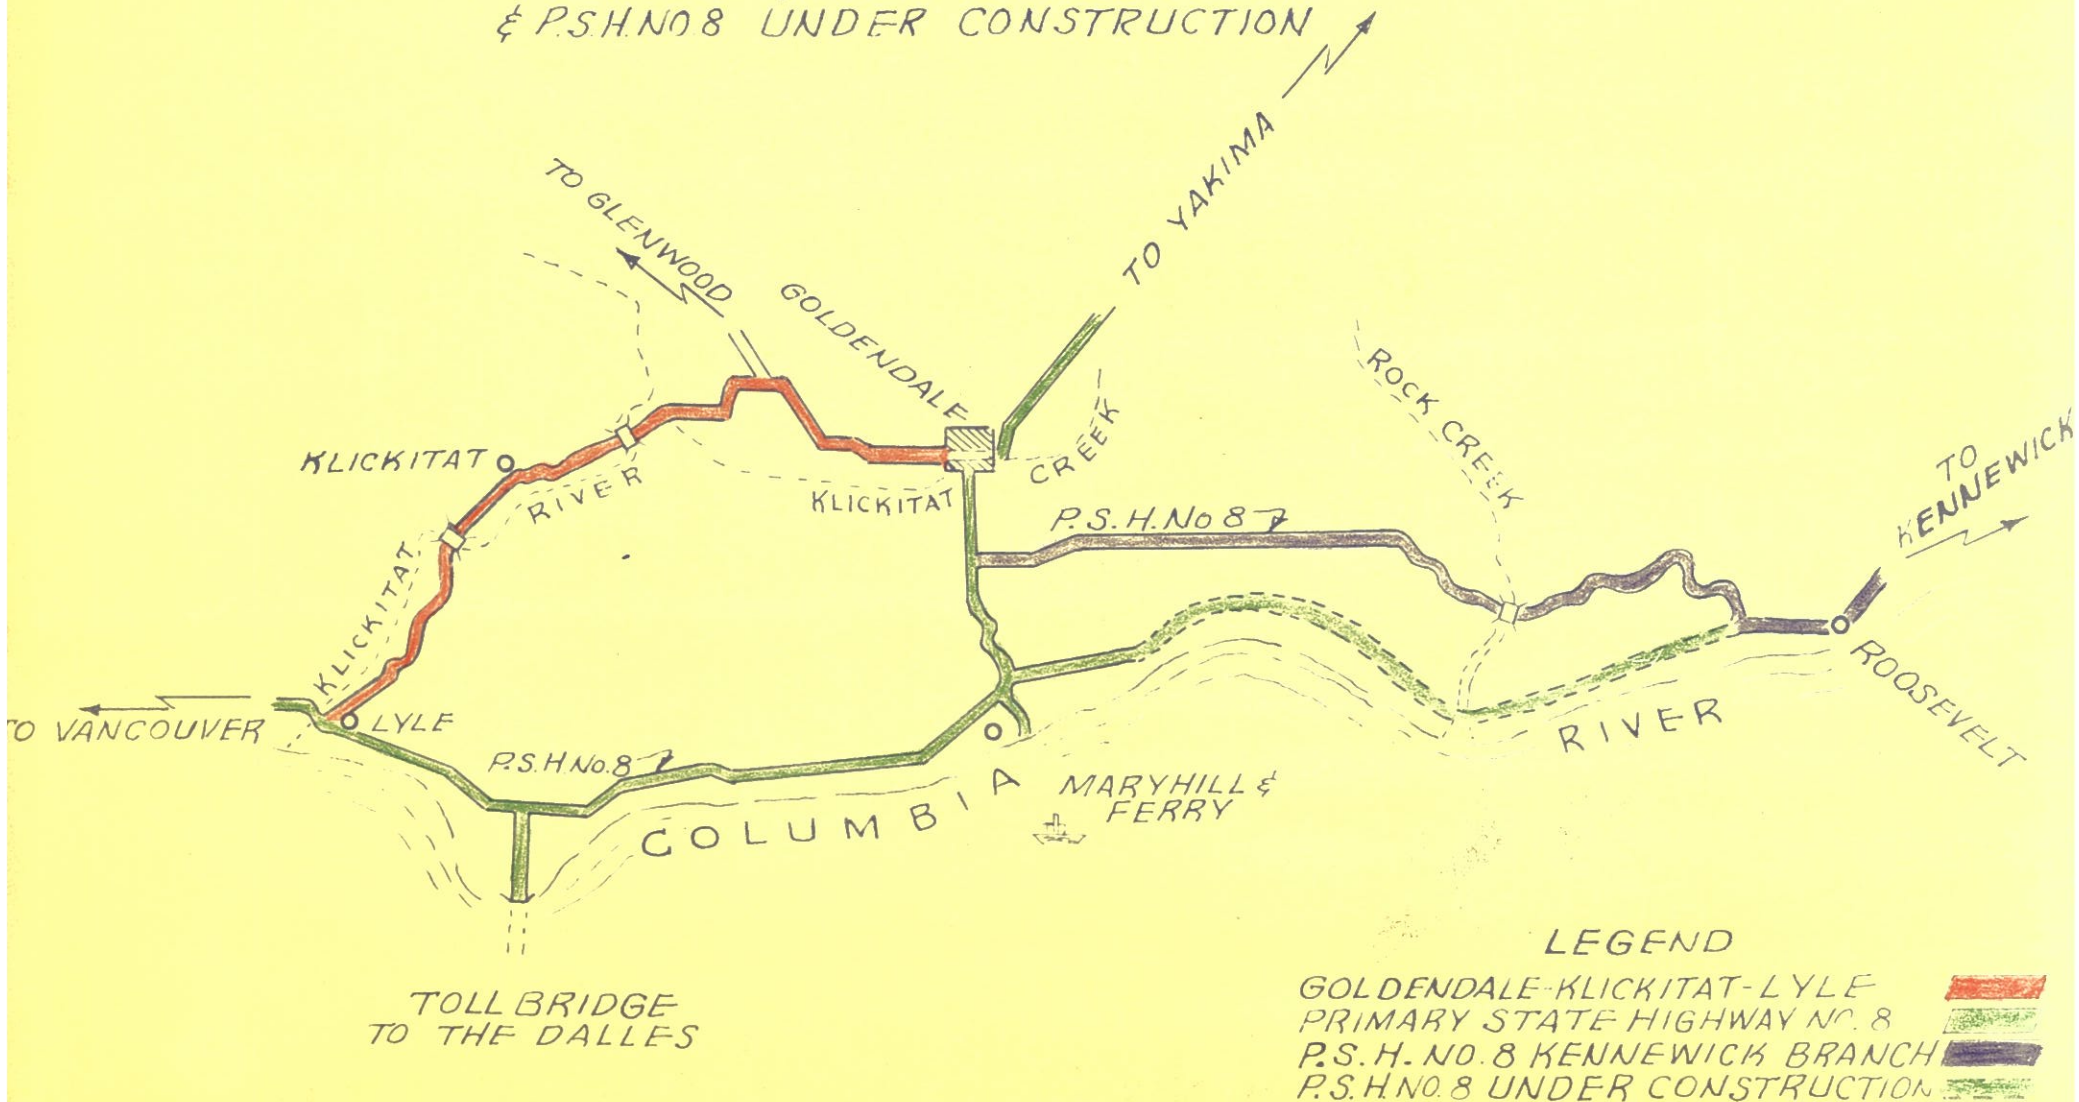 & P.S.H. NO 8 UNDER CONSTRUCTION
TO YAKIMA
TO GLENWOOD
GOLDENDALE
ROCK CREEK
KLICKITAT
RIVER
KLICKITAT
CREEK
TO
KENNEWICK
P.S.H. No 8
KLICKITAT
ROOSEVELT
RIVER
TO VANCOUVER
LYLE
P.S.H No. 8
COLUMBIA
MARYHILL &
FERRY
TOLL BRIDGE
TO THE DALLES
LEGEND
GOLDENDALE-KLICKITAT-LYLE
PRIMARY STATE HIGHWAY NO. 8
P.S.H. NO. 8 KENNEWICK BRANCH
P.S.H. NO. 8 UNDER CONSTRUCTION